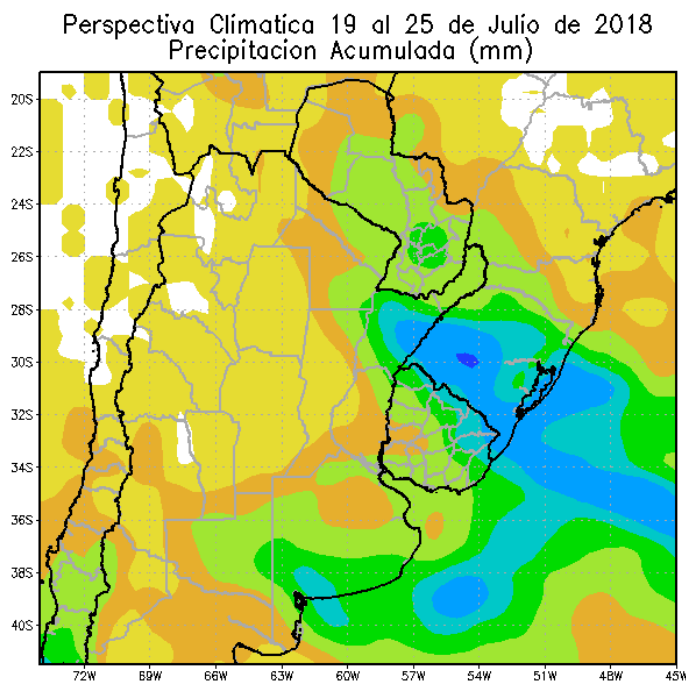 Perspectiva Clímatica 19 al 25 de Julio de 2018
Precipitacion Acumulada (mm)
20S
22S
24S
26S
28S
30S
32S
34S
36S
38S
40S
72W 69W 66W 63W 60W 57W 54W 51W 48W 45W